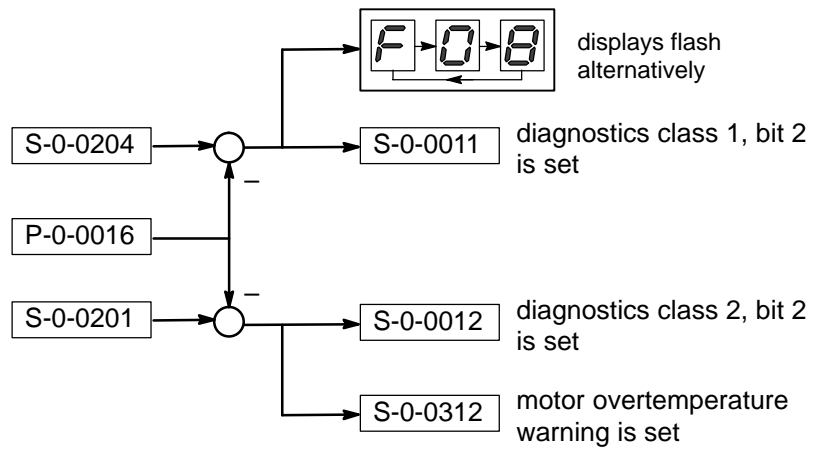 F 0 8
displays flash
alternatively
S-0-0204
S-0-0011
diagnostics class 1, bit 2
is set
–
P-0-0016
–
S-0-0201
S-0-0012
diagnostics class 2, bit 2
is set
S-0-0312
motor overtemperature
warning is set